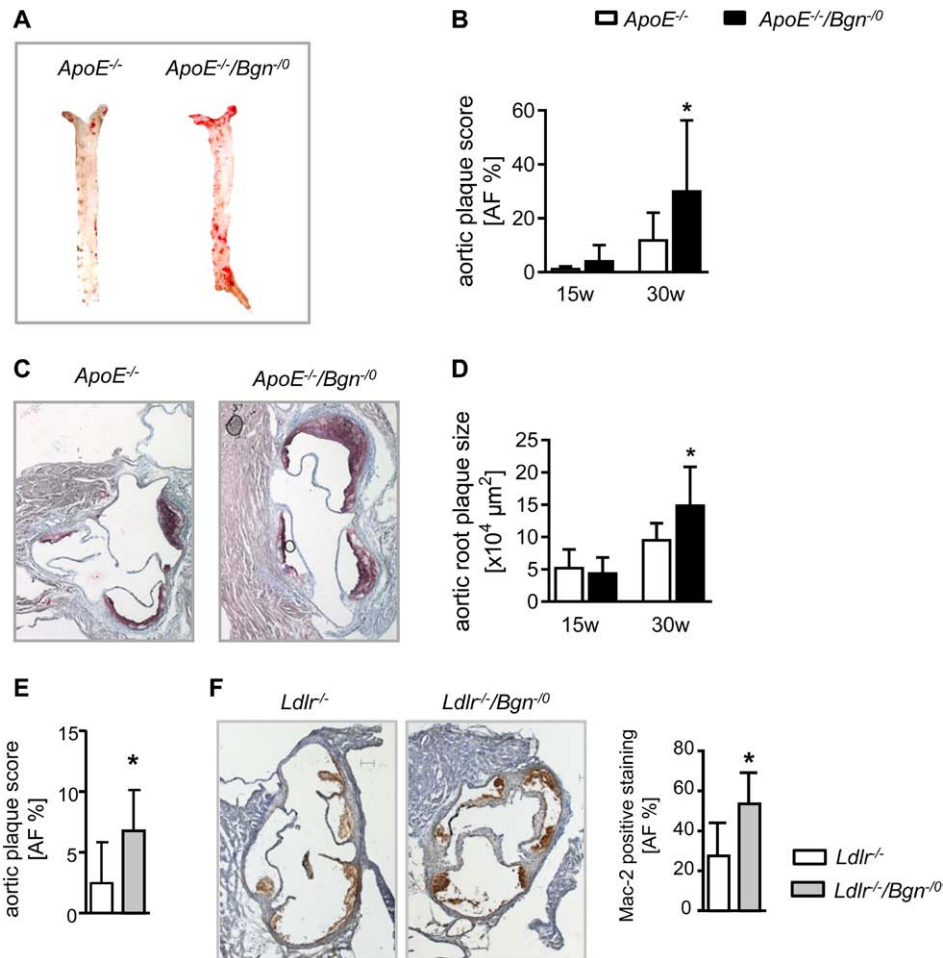 A
ApoE-/-
ApoE-/-/Bgn-/0
B
ApoE-/-
ApoE-/-/Bgn-/0
aortic plaque score
[AF %]
60
40
20
0
*
15w
30w
C
ApoE-/-
ApoE-/-/Bgn-/0
D
aortic root plaque size
[x10⁴ µm²]
25
20
15
10
5
0
*
15w
30w
E
aortic plaque score
[AF %]
15
10
5
0
*
F
Ldlr-/-
Ldlr-/-/Bgn-/0
Mac-2 positive staining
[AF %]
80
60
40
20
0
*
Ldlr-/-
Ldlr-/-/Bgn-/0